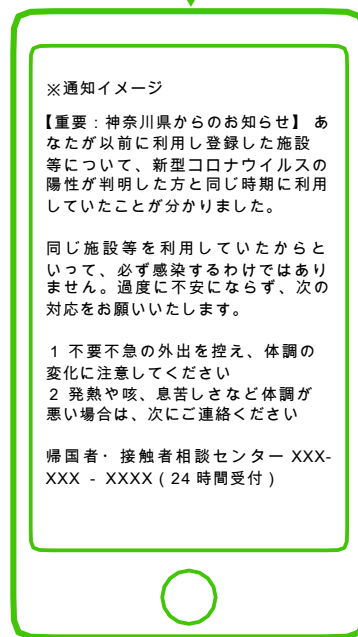 ※通知イメージ
【重要：神奈川県からのお知らせ】 あ
なたが以前に利用し登録した施設
等について、新型コロナウイルスの
陽性が判明した方と同じ時期に利用
していたことが分かりました。
同じ施設等を利用していたからと
いって、必ず感染するわけではあり
ません。過度に不安にならず、次の
対応をお願いいたします。
1 不要不急の外出を控え、体調の
変化に注意してください
2 発熱や咳、息苦しさなど体調が
悪い場合は、次にご連絡ください
帰国者・接触者相談センター XXX-
XXX - XXXX（24 時間受付）